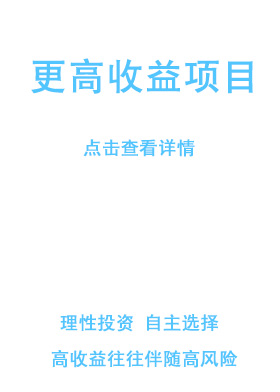 更高收益项目
点击查看详情
理性投资 自主选择
高收益往往伴随高风险